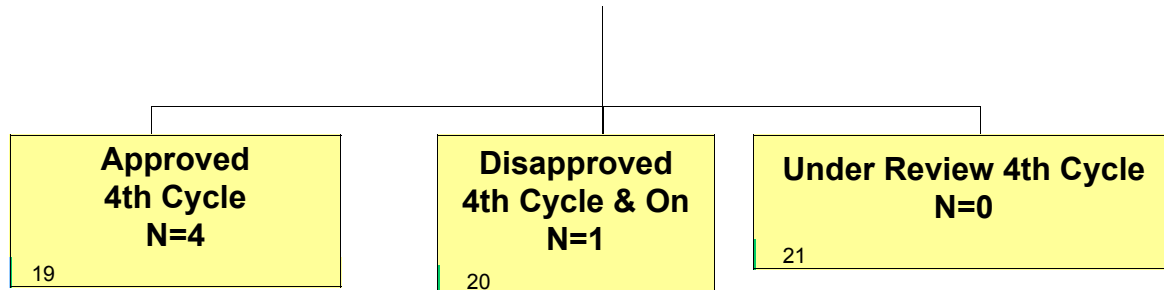 Approved
4th Cycle
N=4
19
Disapproved
4th Cycle & On
N=1
20
Under Review 4th Cycle
N=0
21